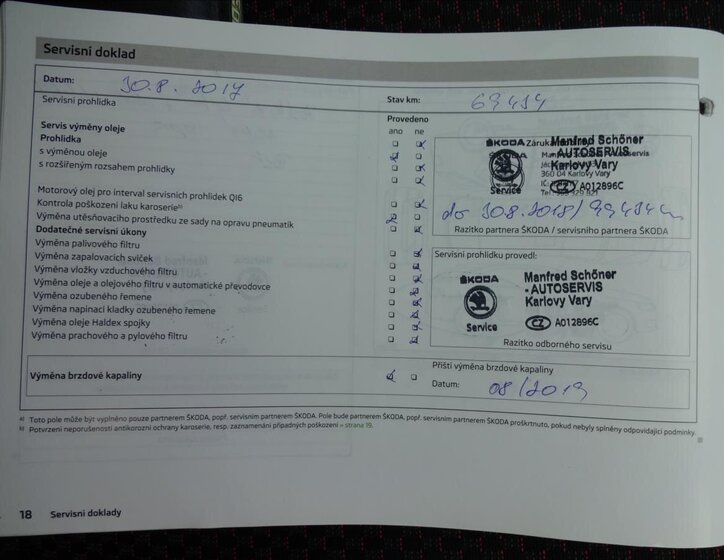 Servisní doklad
Datum: 30.8. 2017
Stav km: 69434
Servisní prohlídka
Provedeno
ano ne
Servis výměny oleje
Prohlídka
s výměnou oleje
s rozšířeným rozsahem prohlídky
Motorový olej pro interval servisních prohlídek QI6
Kontrola poškození laku karoserie b)
Výměna utěsňovacího prostředku ze sady na opravu pneumatik
Dodatečné servisní úkony
Výměna palivového filtru
Výměna zapalovacích svíček
Výměna vložky vzduchového filtru
Výměna oleje a olejového filtru v automatické převodovce
Výměna ozubeného řemene
Výměna napínací kladky ozubeného řemene
Výměna oleje Haldex spojky
Výměna prachového a pylového filtru
ŠKODA
Manfred Schöner
AUTOSERVIS
Karlovy Vary
360 04 Karlovy Vary
Service
CZ A012896C
do 30.8.2018/ 99434 km
Razítko partnera ŠKODA / servisního partnera ŠKODA
Servisní prohlídku provedl:
ŠKODA
Manfred Schöner
-AUTOSERVIS
Karlovy Vary
Service
CZ A012896C
Razítko odborného servisu
Výměna brzdové kapaliny
Příští výměna brzdové kapaliny
Datum: 08/2019
a) Toto pole může být vyplněno pouze partnerem ŠKODA, popř. servisním partnerem ŠKODA. Pole bude partnerem ŠKODA, popř. servisním partnerem ŠKODA proškrtnuto, pokud nebyly splněny odpovídající podmínky.
b) Potvrzení neporušenosti antikorozní ochrany karoserie, resp. zaznamenání případných poškození » strana 19.
18 Servisní doklady